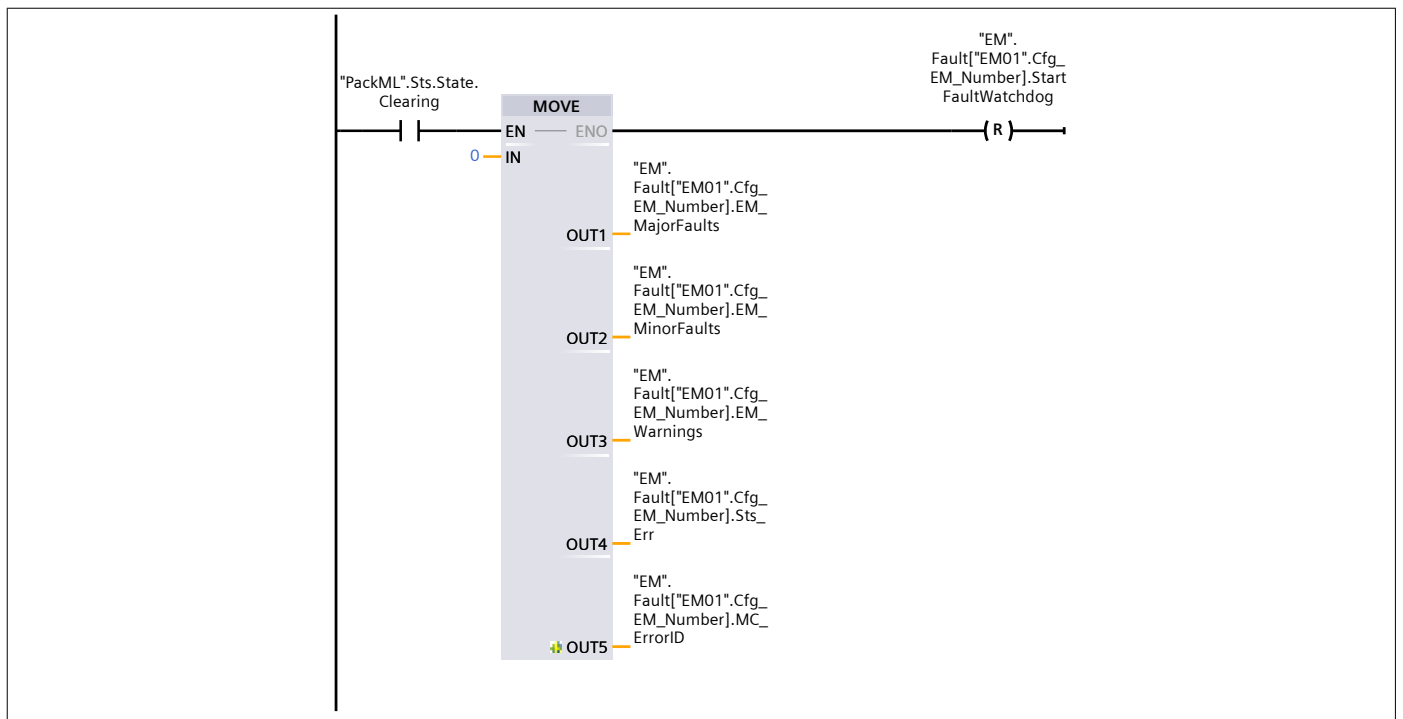 "EM".
Fault["EM01".Cfg_
EM_Number].Start
FaultWatchdog
"PackML".Sts.State.
Clearing
MOVE
EN
ENO
R
0
IN
"EM".
Fault["EM01".Cfg_
EM_Number].EM_
MajorFaults
OUT1
"EM".
Fault["EM01".Cfg_
EM_Number].EM_
MinorFaults
OUT2
"EM".
Fault["EM01".Cfg_
EM_Number].EM_
Warnings
OUT3
"EM".
Fault["EM01".Cfg_
EM_Number].Sts_
Err
OUT4
"EM".
Fault["EM01".Cfg_
EM_Number].MC_
ErrorID
OUT5